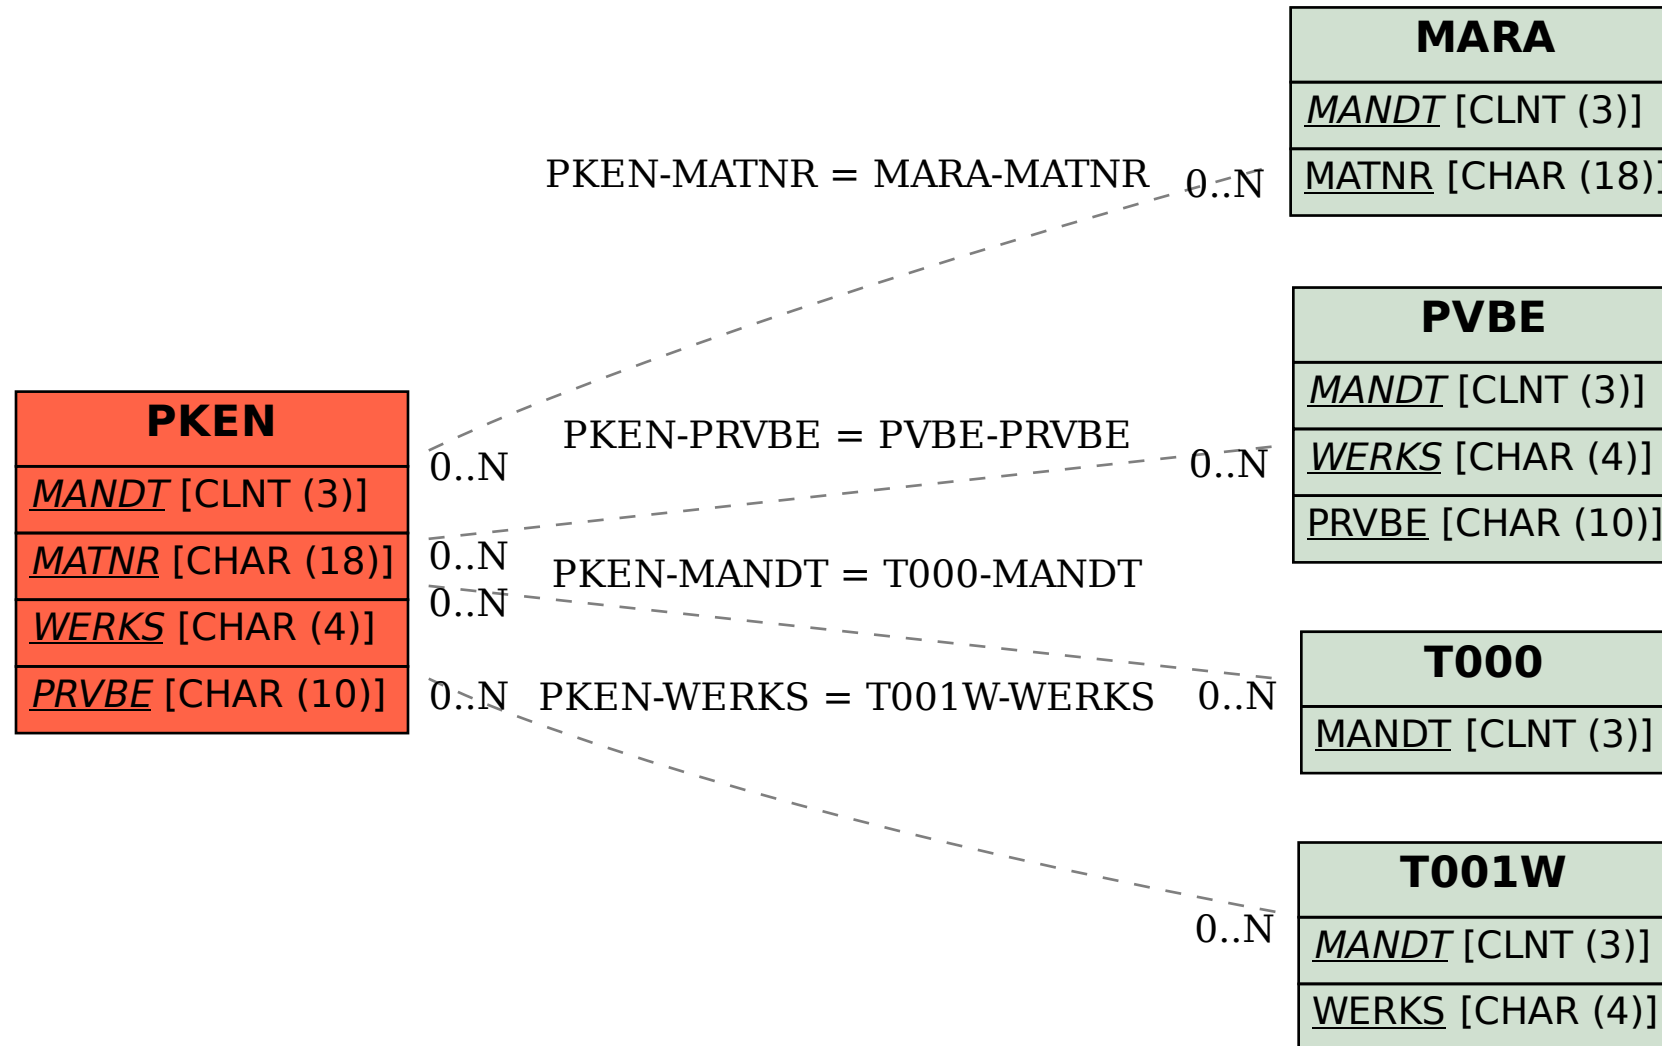 MARA
MANDT [CLNT (3)]
MATNR [CHAR (18)]
PKEN-MATNR = MARA-MATNR
0..N
PVBE
MANDT [CLNT (3)]
WERKS [CHAR (4)]
PRVBE [CHAR (10)]
PKEN-PRVBE = PVBE-PRVBE
0..N
PKEN
MANDT [CLNT (3)]
MATNR [CHAR (18)]
WERKS [CHAR (4)]
PRVBE [CHAR (10)]
0..N
0..N
0..N
0..N
PKEN-MANDT = T000-MANDT
0..N
T000
MANDT [CLNT (3)]
PKEN-WERKS = T001W-WERKS
0..N
T001W
MANDT [CLNT (3)]
WERKS [CHAR (4)]